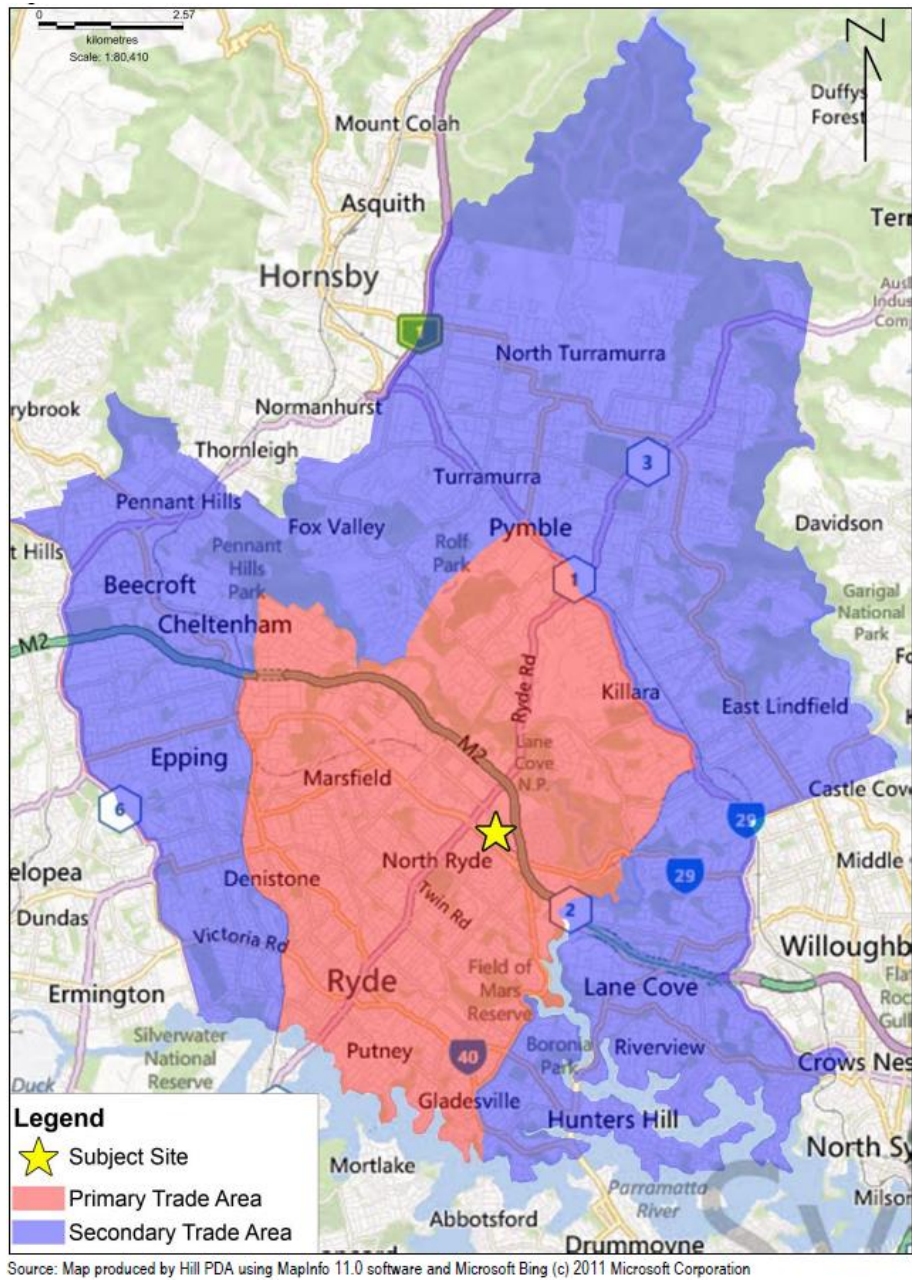 0 2.57
kilometres
Scale: 1:80,410
N
Duffys
Forest
Mount Colah
Asquith
Hornsby
1
North Turramurra
Normanhurst
Thornleigh
3
Turramurra
Pennant Hills
Fox Valley
Pymble
Davidson
Pennant
Hills
Park
Rolf
Park
t Hills
Beecroft
1
Garigal
National
Park
Cheltenham
M2
Ryde Rd
Killara
East Lindfield
Epping
M2
Lane
Cove
N.P.
Marsfield
Castle Cov
6
29
North Ryde
Middle
29
Denistone
Twin Rd
Dundas
2
Victoria Rd
Willoughb
Ryde
Field of
Mars
Reserve
Lane Cove
Ermington
Silverwater
National
Reserve
Putney
40
Boronia
Park
Riverview
Crows Nes
Duck
Gladesville
Hunters Hill
Legend
Subject Site
Primary Trade Area
Secondary Trade Area
North Sy
Mortlake
Parramatta
River
Milson
Abbotsford
Drummoyne
Source: Map produced by Hill PDA using MapInfo 11.0 software and Microsoft Bing (c) 2011 Microsoft Corporation